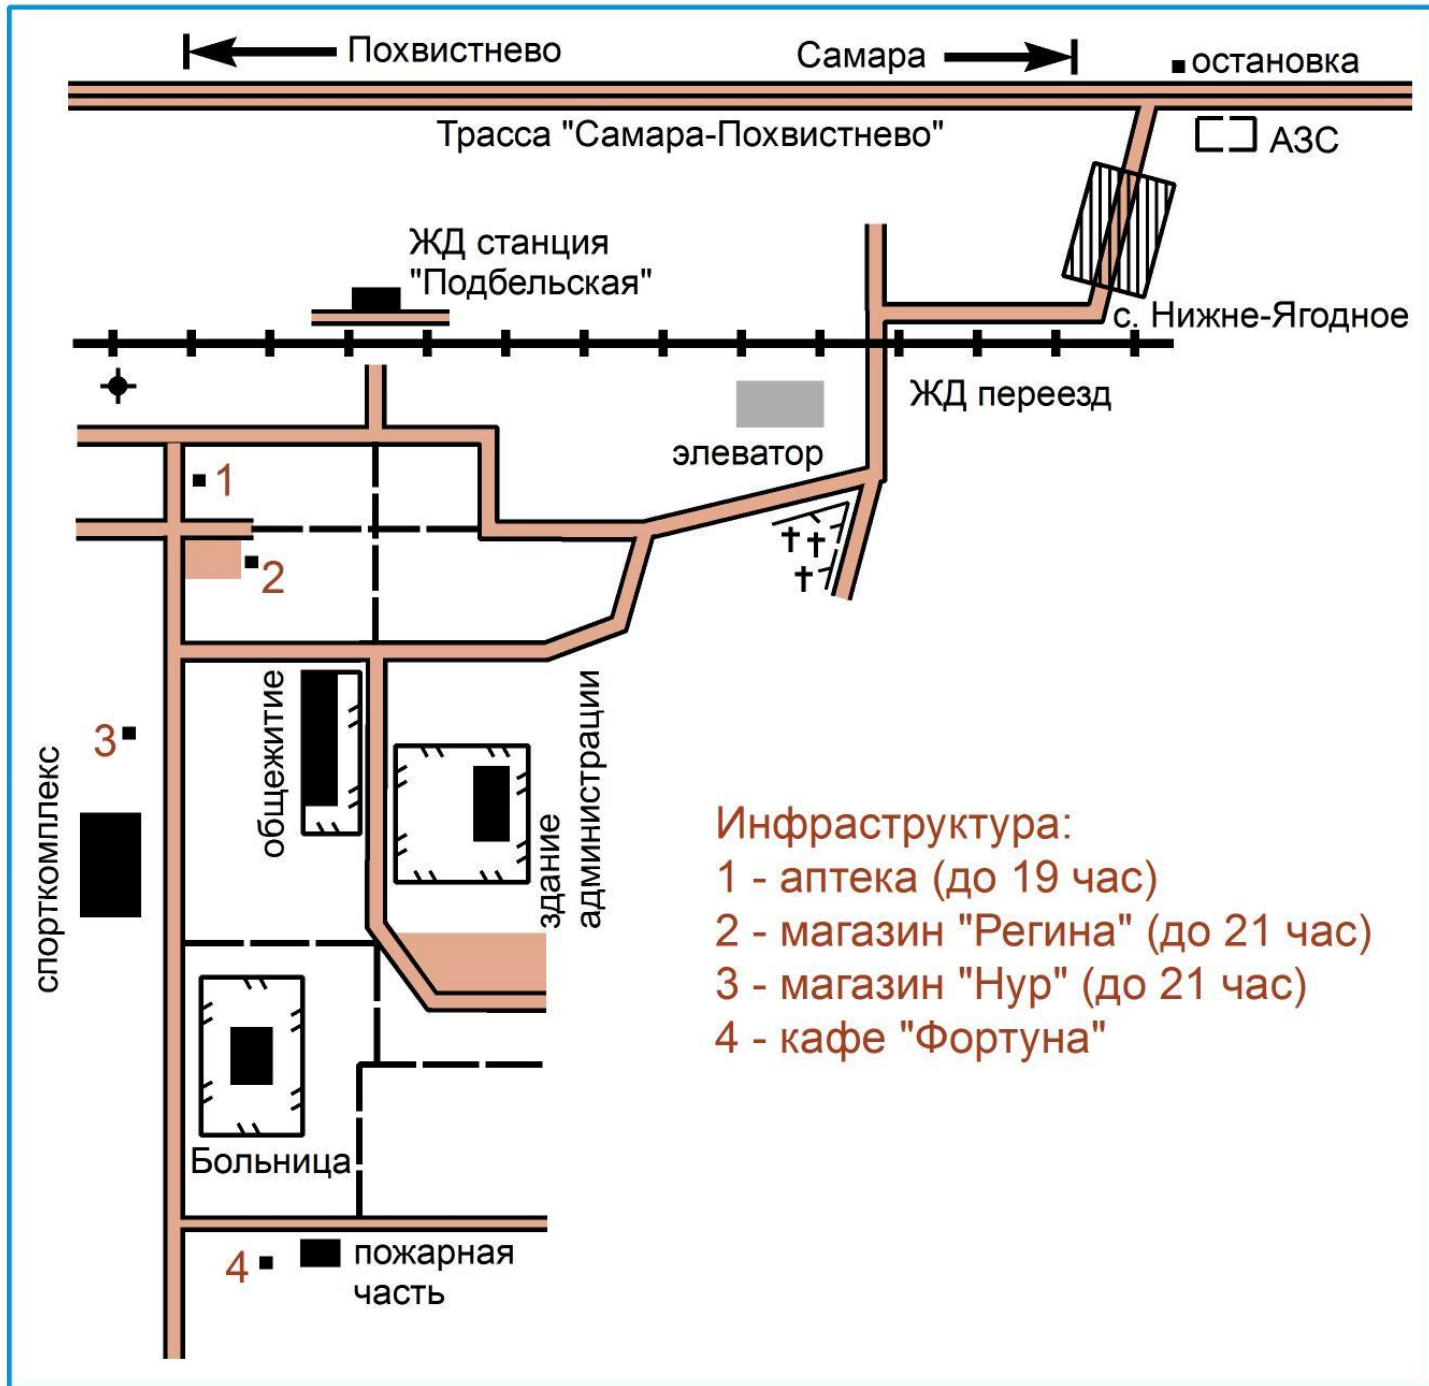 Похвистнево
Самара
остановка
Трасса "Самара-Похвистнево"
АЗС
ЖД станция
"Подбельская"
с. Нижне-Ягодное
ЖД переезд
элеватор
1
2
3
общежитие
здание
администрации
спорткомплекс
Инфраструктура:
1 - аптека (до 19 час)
2 - магазин "Регина" (до 21 час)
3 - магазин "Нур" (до 21 час)
4 - кафе "Фортуна"
Больница
4
пожарная
часть